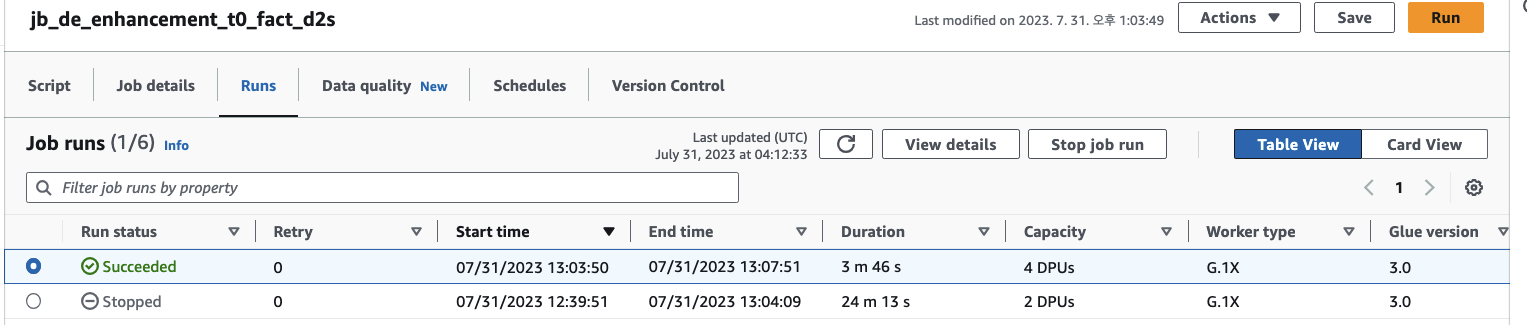 jb_de_enhancement_t0_fact_d2s
Last modified on 2023. 7. 31. 오후 1:03:49 Actions Save Run
Script Job details Runs Data quality New Schedules Version Control
Job runs (1/6) Info
Last updated (UTC)
July 31, 2023 at 04:12:33
View details Stop job run Table View Card View
Filter job runs by property
1
Run status Retry Start time End time Duration Capacity Worker type Glue version
Succeeded 0 07/31/2023 13:03:50 07/31/2023 13:07:51 3 m 46 s 4 DPUs G.1X 3.0
Stopped 0 07/31/2023 12:39:51 07/31/2023 13:04:09 24 m 13 s 2 DPUs G.1X 3.0